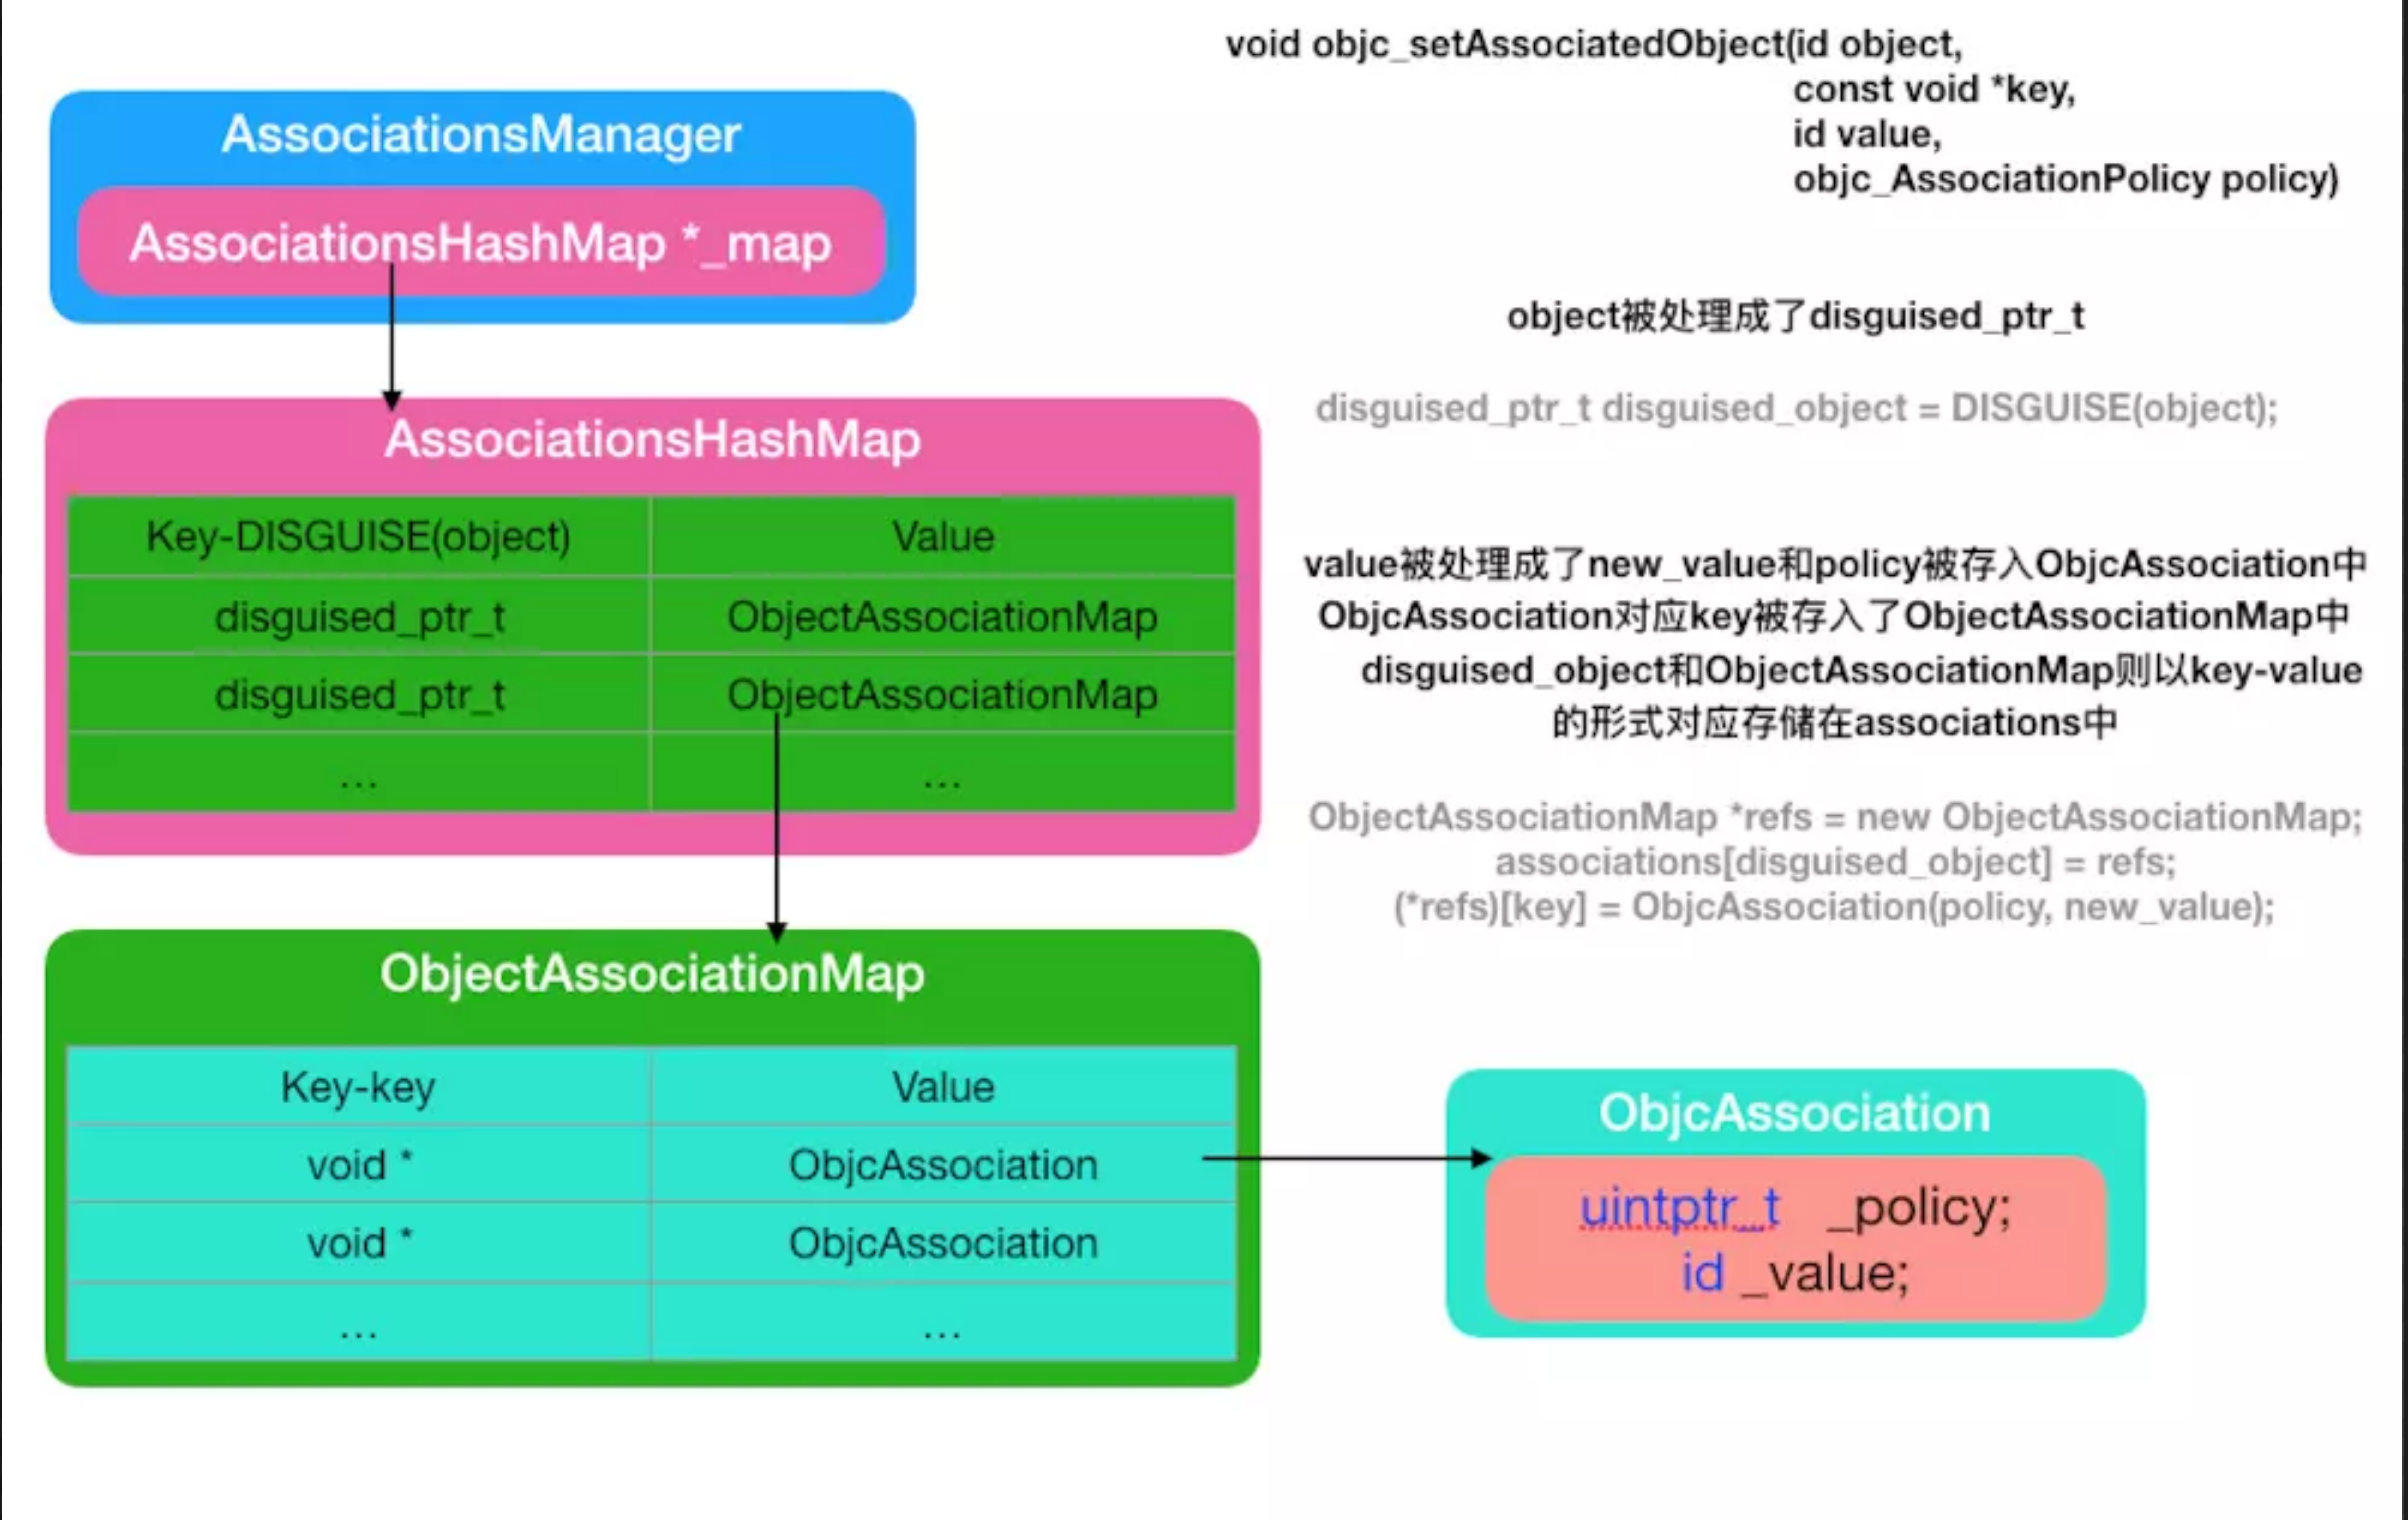 void objc_setAssociatedObject(id object,
const void *key,
id value,
objc_AssociationPolicy policy)
AssociationsManager
AssociationsHashMap *_map
object被处理成了disguised_ptr_t
disguised_ptr_t disguised_object = DISGUISE(object);
AssociationsHashMap
Key-DISGUISE(object) Value
disguised_ptr_t ObjectAssociationMap
disguised_ptr_t ObjectAssociationMap
... ...
value被处理成了new_value和policy被存入ObjcAssociation中
ObjcAssociation对应key被存入了ObjectAssociationMap中
disguised_object和ObjectAssociationMap则以key-value
的形式对应存储在associations中
ObjectAssociationMap *refs = new ObjectAssociationMap;
associations[disguised_object] = refs;
(*refs)[key] = ObjcAssociation(policy, new_value);
ObjectAssociationMap
Key-key Value
void * ObjcAssociation
void * ObjcAssociation
... ...
ObjcAssociation
uintptr_t _policy;
id _value;